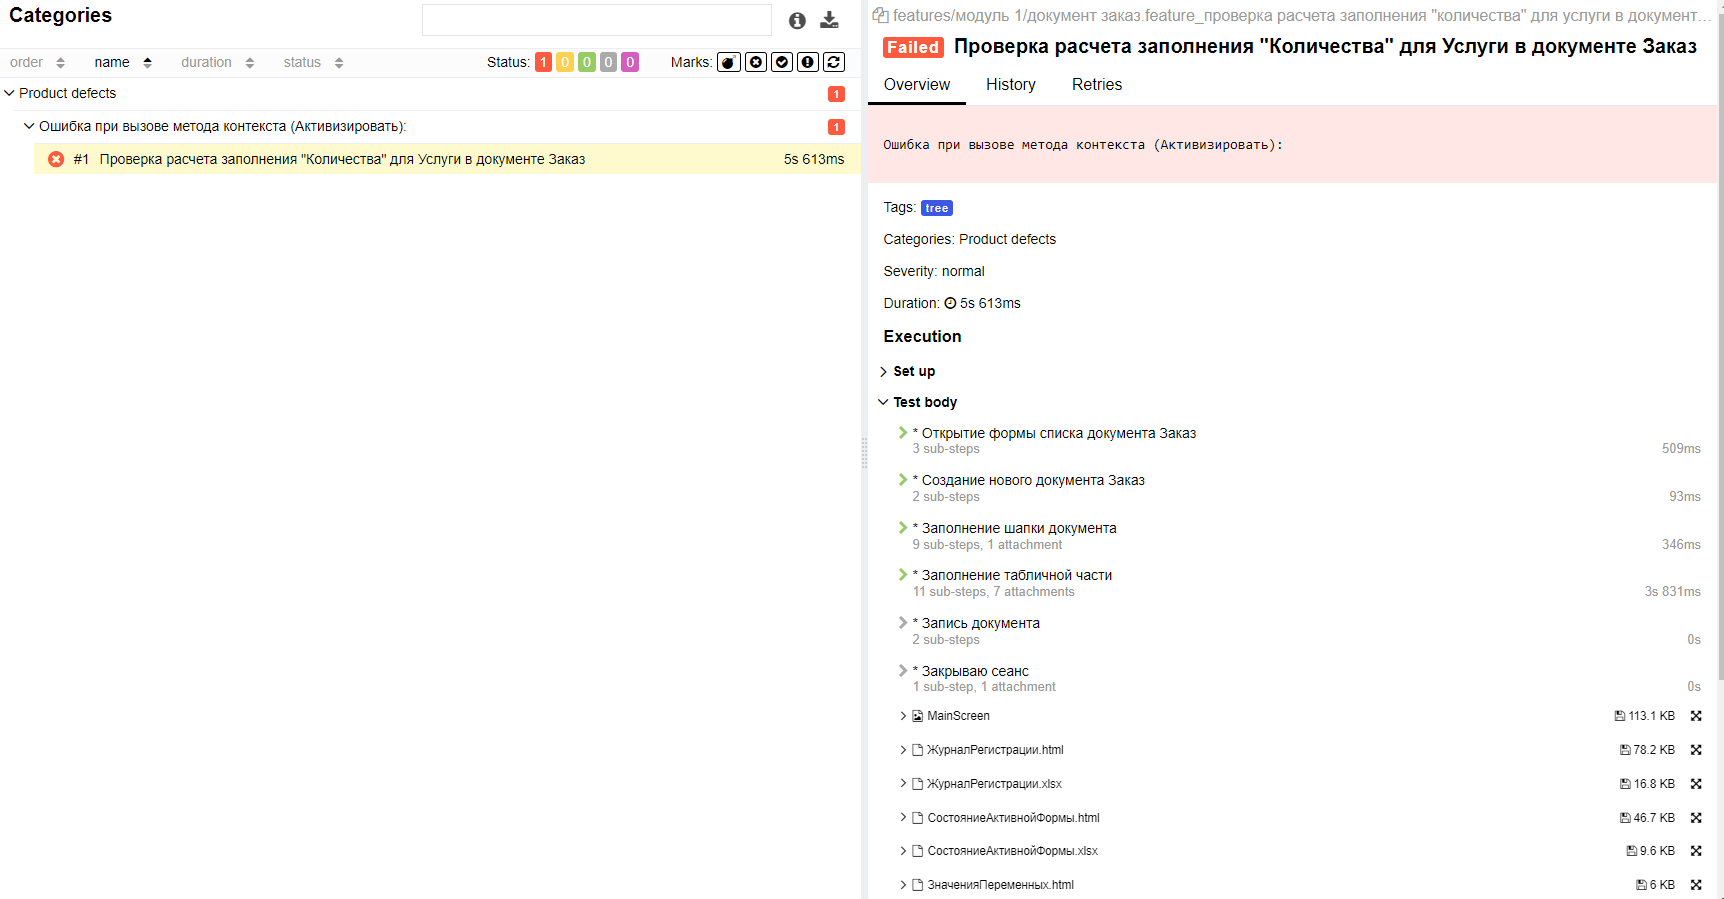 Categories
order name duration status Status: 1 0 0 0 0 Marks:
Product defects 1
Ошибка при вызове метода контекста (Активизировать): 1
#1 Проверка расчета заполнения "Количества" для Услуги в документе Заказ 5s 613ms
features/модуль 1/документ заказ.feature_проверка расчета заполнения "количества" для услуги в документ...
Failed Проверка расчета заполнения "Количества" для Услуги в документе Заказ
Overview History Retries
Ошибка при вызове метода контекста (Активизировать):
Tags: tree
Categories: Product defects
Severity: normal
Duration: 5s 613ms
Execution
Set up
Test body
* Открытие формы списка документа Заказ
3 sub-steps 509ms
* Создание нового документа Заказ
2 sub-steps 93ms
* Заполнение шапки документа
9 sub-steps, 1 attachment 346ms
* Заполнение табличной части
11 sub-steps, 7 attachments 3s 831ms
* Запись документа
2 sub-steps 0s
* Закрываю сеанс
1 sub-step, 1 attachment 0s
MainScreen 113.1 KB
ЖурналРегистрации.html 78.2 KB
ЖурналРегистрации.xlsx 16.8 KB
СостояниеАктивнойФормы.html 46.7 KB
СостояниеАктивнойФормы.xlsx 9.6 KB
ЗначенияПеременных.html 6 KB